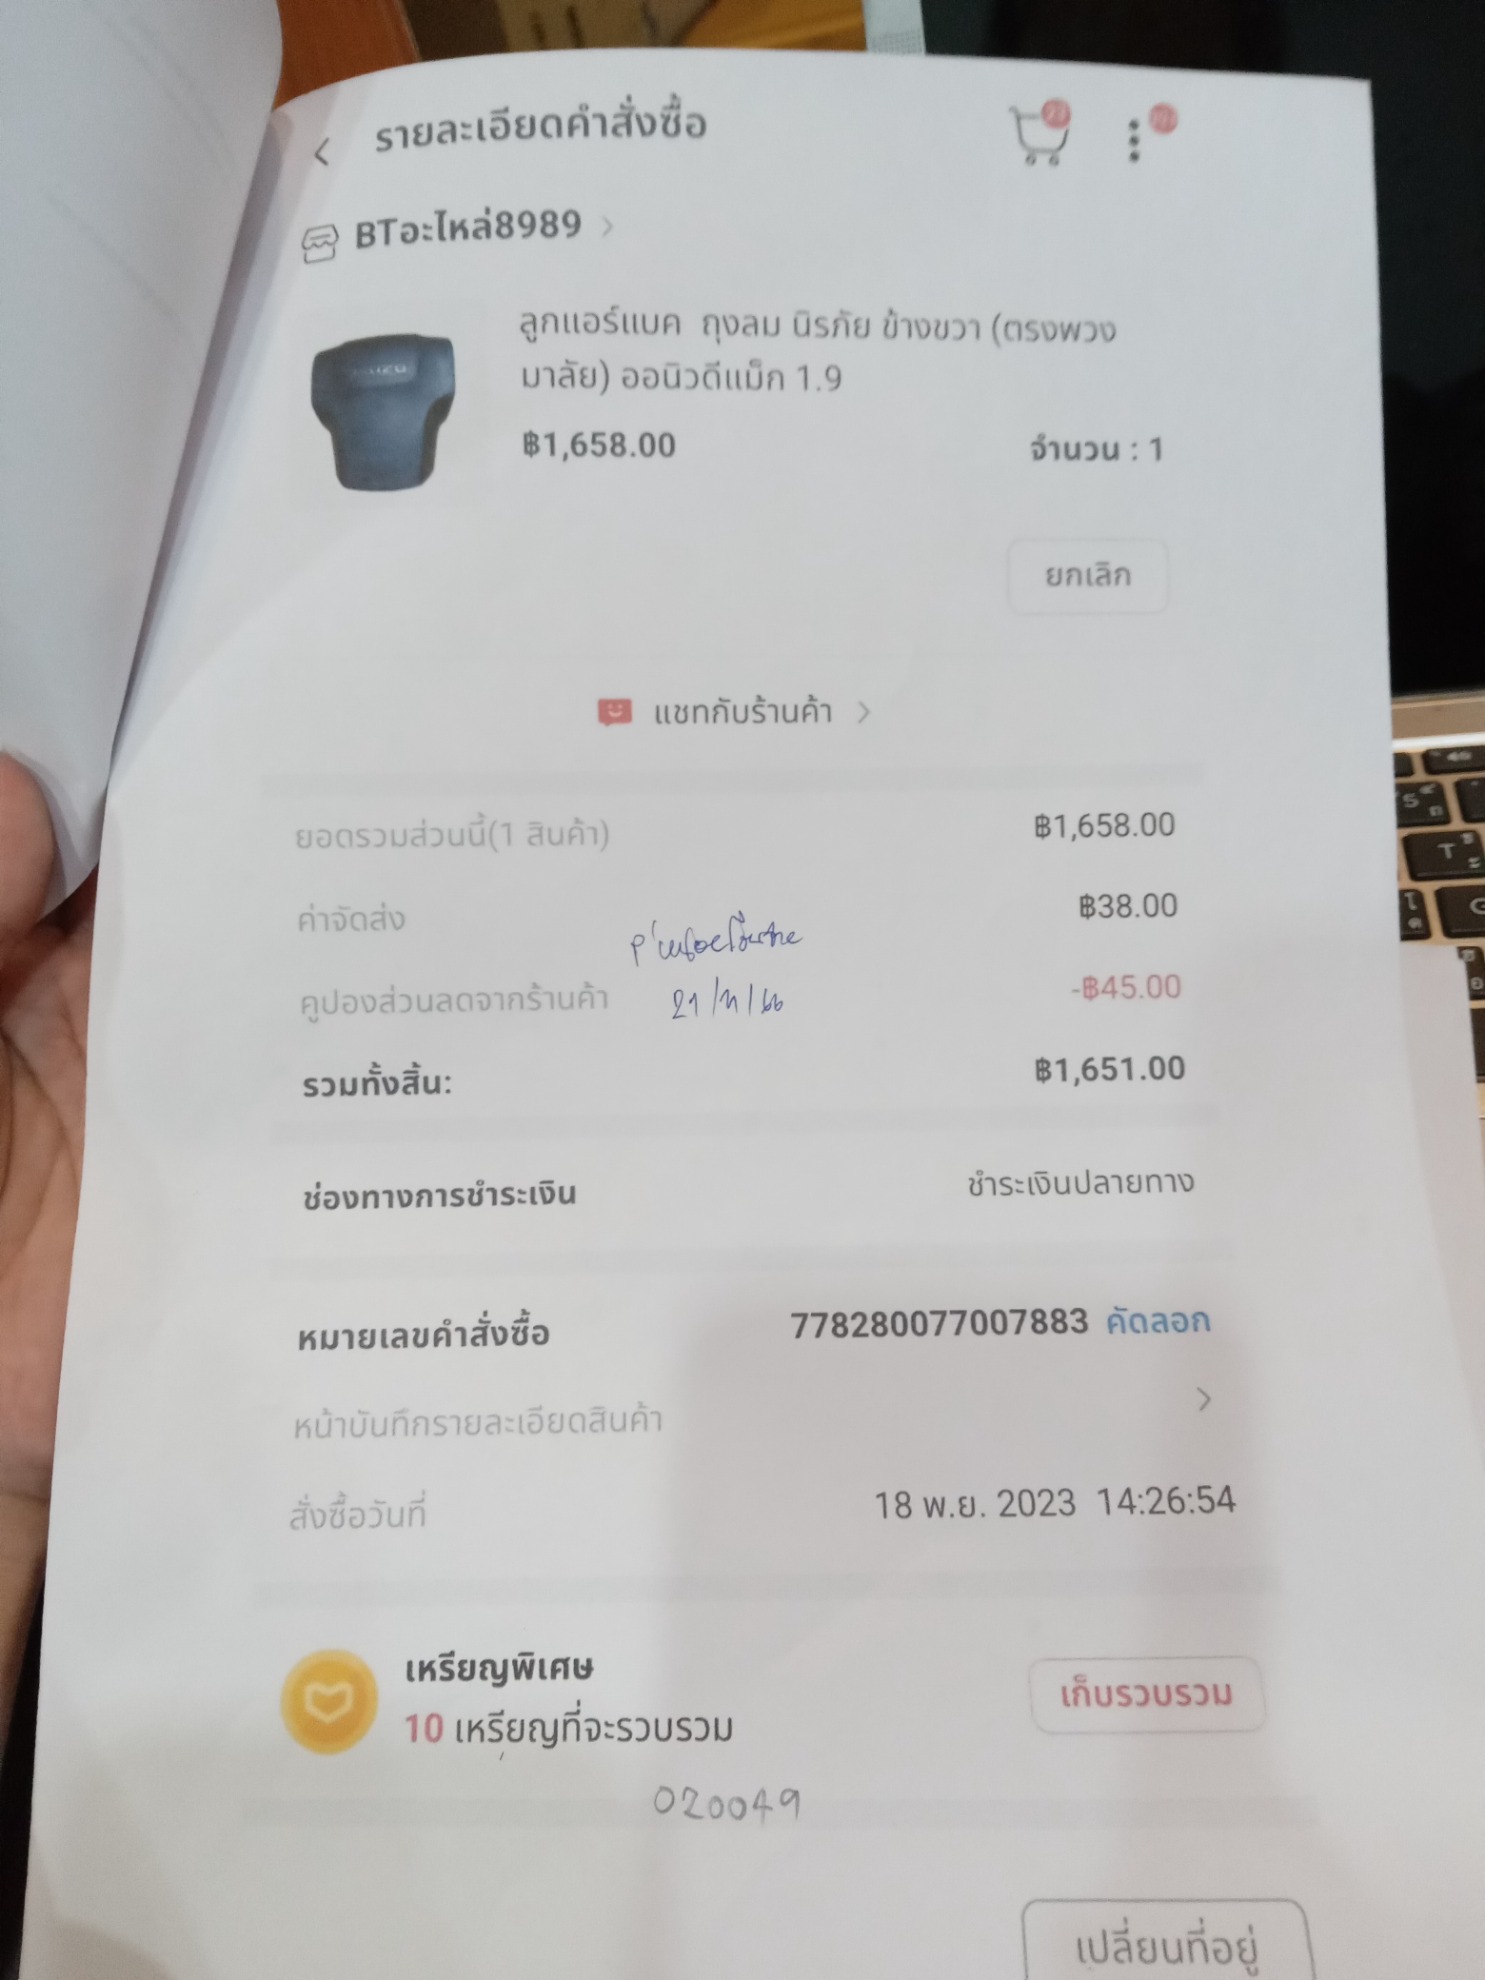 รายละเอียดคำสั่งซื้อ
BTอะไหล่8989
ลูกแอร์แบค ถุงลม นิรภัย ข้างขวา (ตรงพวง
มาลัย) ออนิวดีแม็ก 1.9
฿1,658.00 จำนวน : 1
ยกเลิก
แชทกับร้านค้า
ยอดรวมส่วนนี้(1 สินค้า) ฿1,658.00
ค่าจัดส่ง ฿38.00
คูปองส่วนลดจากร้านค้า 21/11/66 -฿45.00
รวมทั้งสิ้น: ฿1,651.00
ช่องทางการชำระเงิน ชำระเงินปลายทาง
หมายเลขคำสั่งซื้อ 778280077007883 คัดลอก
หน้าบันทึกรายละเอียดสินค้า
สั่งซื้อวันที่ 18 พ.ย. 2023 14:26:54
เหรียญพิเศษ
10 เหรียญที่จะรวบรวม เก็บรวบรวม
020049
เปลี่ยนที่อยู่